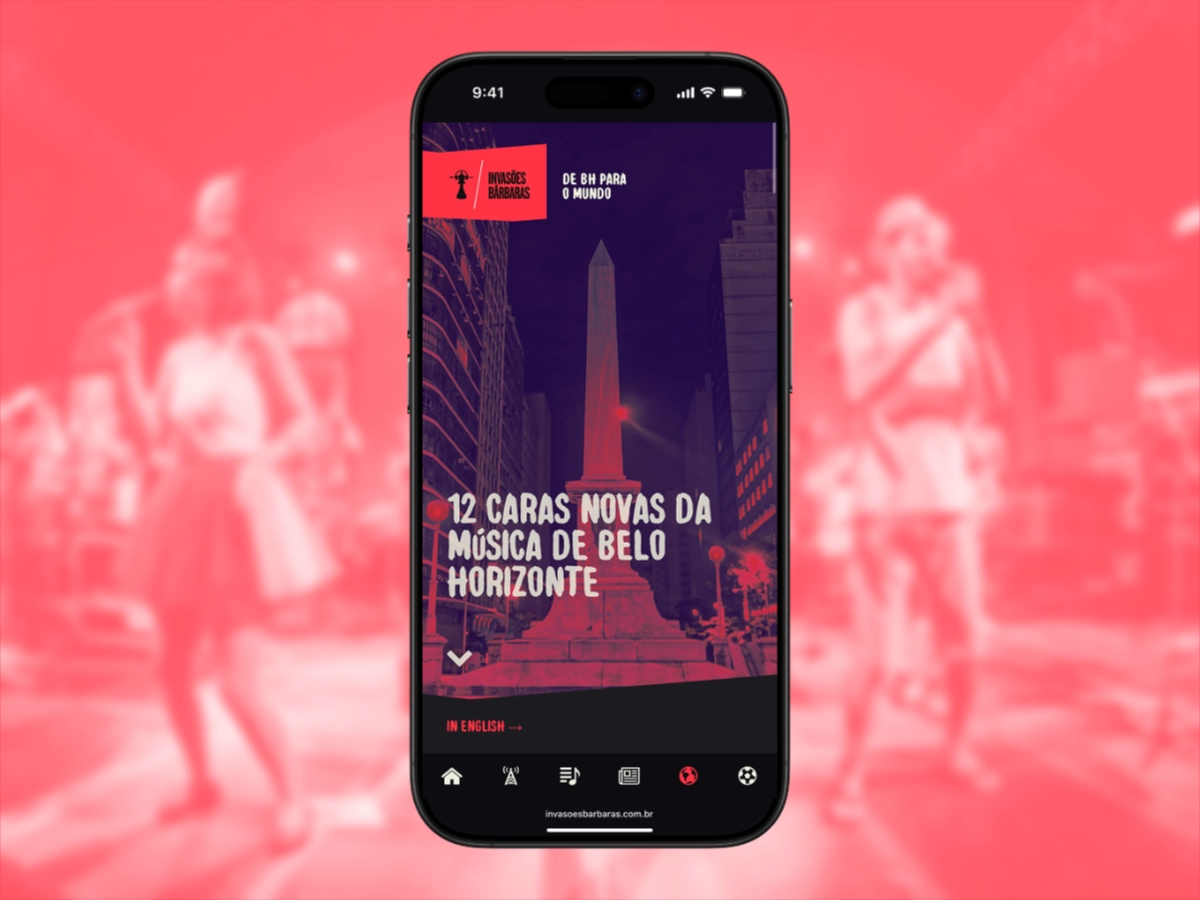 9:41
INVASÕES
BÁRBARAS
DE BH PARA
O MUNDO
12 CARAS NOVAS DA
MÚSICA DE BELO
HORIZONTE
IN ENGLISH →
invasoesbarbaras.com.br